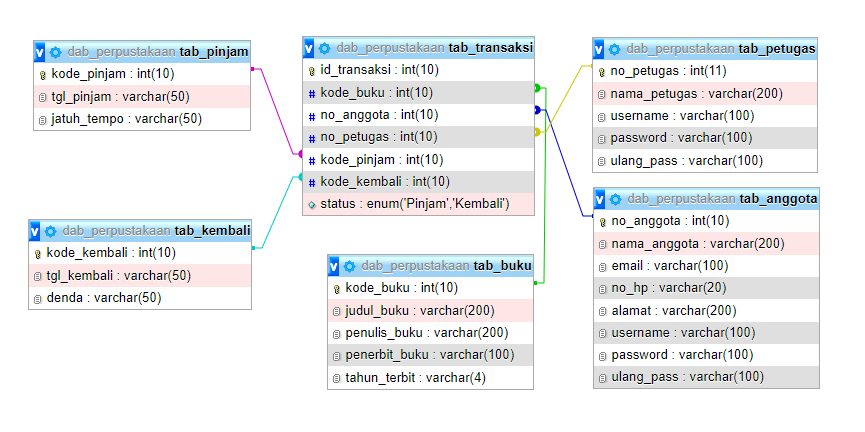 dab_perpustakaan tab_pinjam
kode_pinjam : int(10)
tgl_pinjam : varchar(50)
jatuh_tempo : varchar(50)
dab_perpustakaan tab_transaksi
id_transaksi : int(10)
kode_buku : int(10)
no_anggota : int(10)
no_petugas : int(10)
kode_pinjam : int(10)
kode_kembali : int(10)
status : enum('Pinjam','Kembali')
dab_perpustakaan tab_petugas
no_petugas : int(11)
nama_petugas : varchar(200)
username : varchar(100)
password : varchar(100)
ulang_pass : varchar(100)
dab_perpustakaan tab_kembali
kode_kembali : int(10)
tgl_kembali : varchar(50)
denda : varchar(50)
dab_perpustakaan tab_buku
kode_buku : int(10)
judul_buku : varchar(200)
penulis_buku : varchar(200)
penerbit_buku : varchar(100)
tahun_terbit : varchar(4)
dab_perpustakaan tab_anggota
no_anggota : int(10)
nama_anggota : varchar(200)
email : varchar(100)
no_hp : varchar(20)
alamat : varchar(200)
username : varchar(100)
password : varchar(100)
ulang_pass : varchar(100)